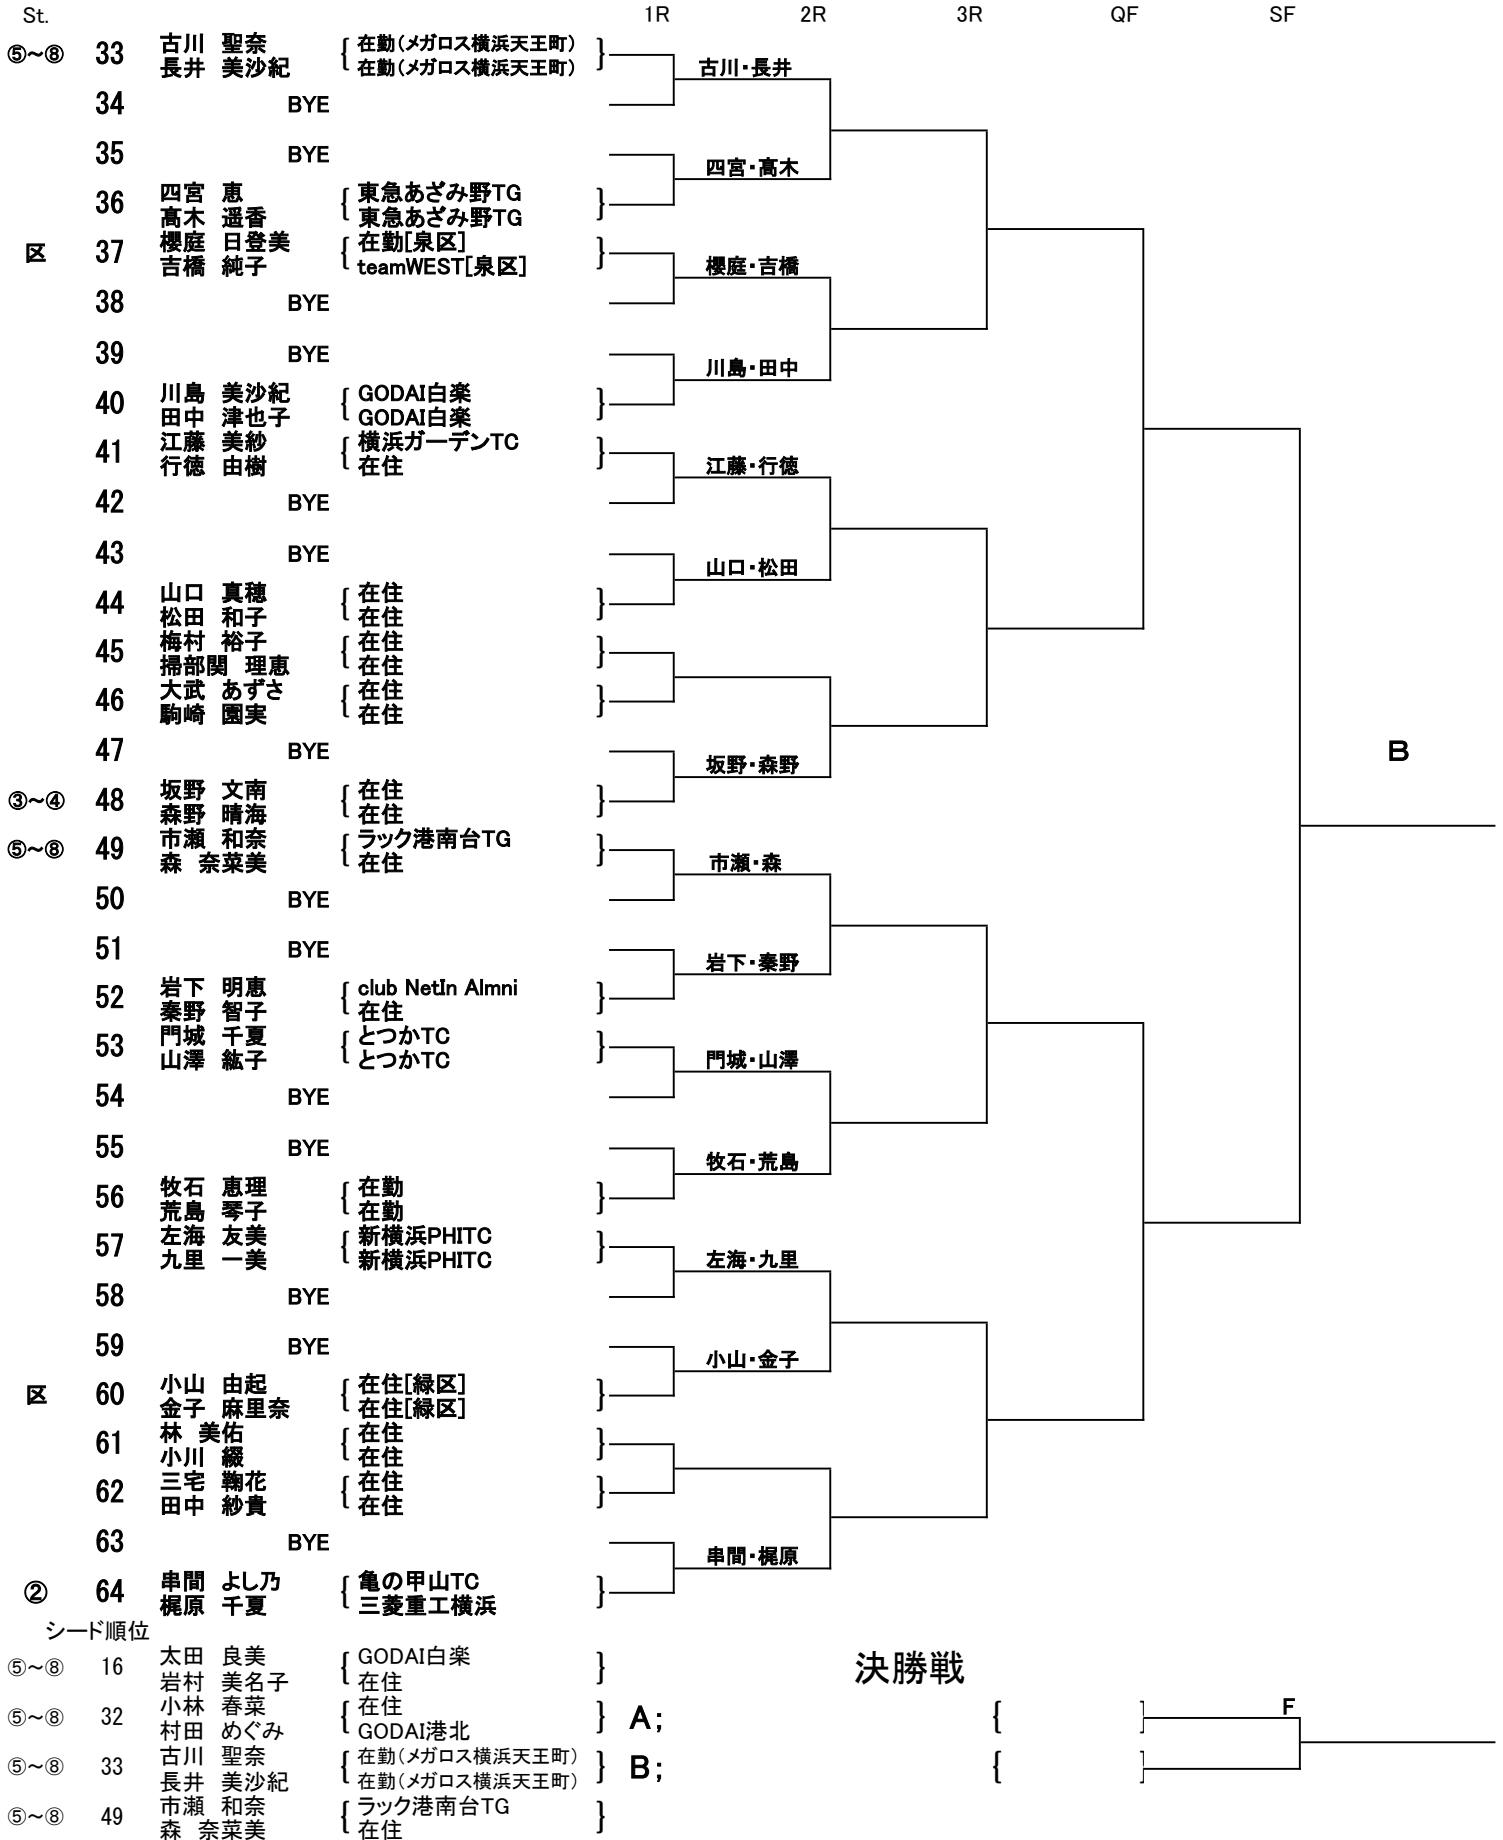 St. 1R 2R 3R QF SF
⑤～⑧ 33 古川　聖奈 在勤（メガロス横浜天王町）
長井　美沙紀 在勤（メガロス横浜天王町）
古川・長井
34 BYE
35 BYE
四宮・髙木
36 四宮　恵 東急あざみ野TG
髙木　遥香 東急あざみ野TG
区 37 櫻庭　日登美 在勤[泉区]
吉橋　純子 teamWEST[泉区]
櫻庭・吉橋
38 BYE
39 BYE
川島・田中
40 川島　美沙紀 GODAI白楽
田中　津也子 GODAI白楽
41 江藤　美紗 横浜ガーデンTC
行徳　由樹 在住
江藤・行徳
42 BYE
43 BYE
山口・松田
44 山口　真穂 在住
松田　和子 在住
45 梅村　裕子 在住
掃部関　理恵 在住
46 大武　あずさ 在住
駒崎　園実 在住
47 BYE
B
坂野・森野
③～④ 48 坂野　文南 在住
森野　晴海 在住
⑤～⑧ 49 市瀬　和奈 ラック港南台TG
森　奈菜美 在住
市瀬・森
50 BYE
51 BYE
岩下・秦野
52 岩下　明恵 club NetIn Almni
秦野　智子 在住
53 門城　千夏 とつかTC
山澤　紘子 とつかTC
門城・山澤
54 BYE
55 BYE
牧石・荒島
56 牧石　恵理 在勤
荒島　琴子 在勤
57 左海　友美 新横浜PHITC
九里　一美 新横浜PHITC
左海・九里
58 BYE
59 BYE
小山・金子
区 60 小山　由起 在住[緑区]
金子　麻里奈 在住[緑区]
61 林　美佑 在住
小川　綴 在住
62 三宅　鞠花 在住
田中　紗貴 在住
63 BYE
串間・梶原
② 64 串間　よし乃 亀の甲山TC
梶原　千夏 三菱重工横浜
シード順位
⑤～⑧ 16 太田　良美 GODAI白楽
岩村　美名子 在住
決勝戦
⑤～⑧ 32 小林　春菜 在住
村田　めぐみ GODAI港北
A; F
⑤～⑧ 33 古川　聖奈 在勤（メガロス横浜天王町）
長井　美沙紀 在勤（メガロス横浜天王町）
B;
⑤～⑧ 49 市瀬　和奈 ラック港南台TG
森　奈菜美 在住